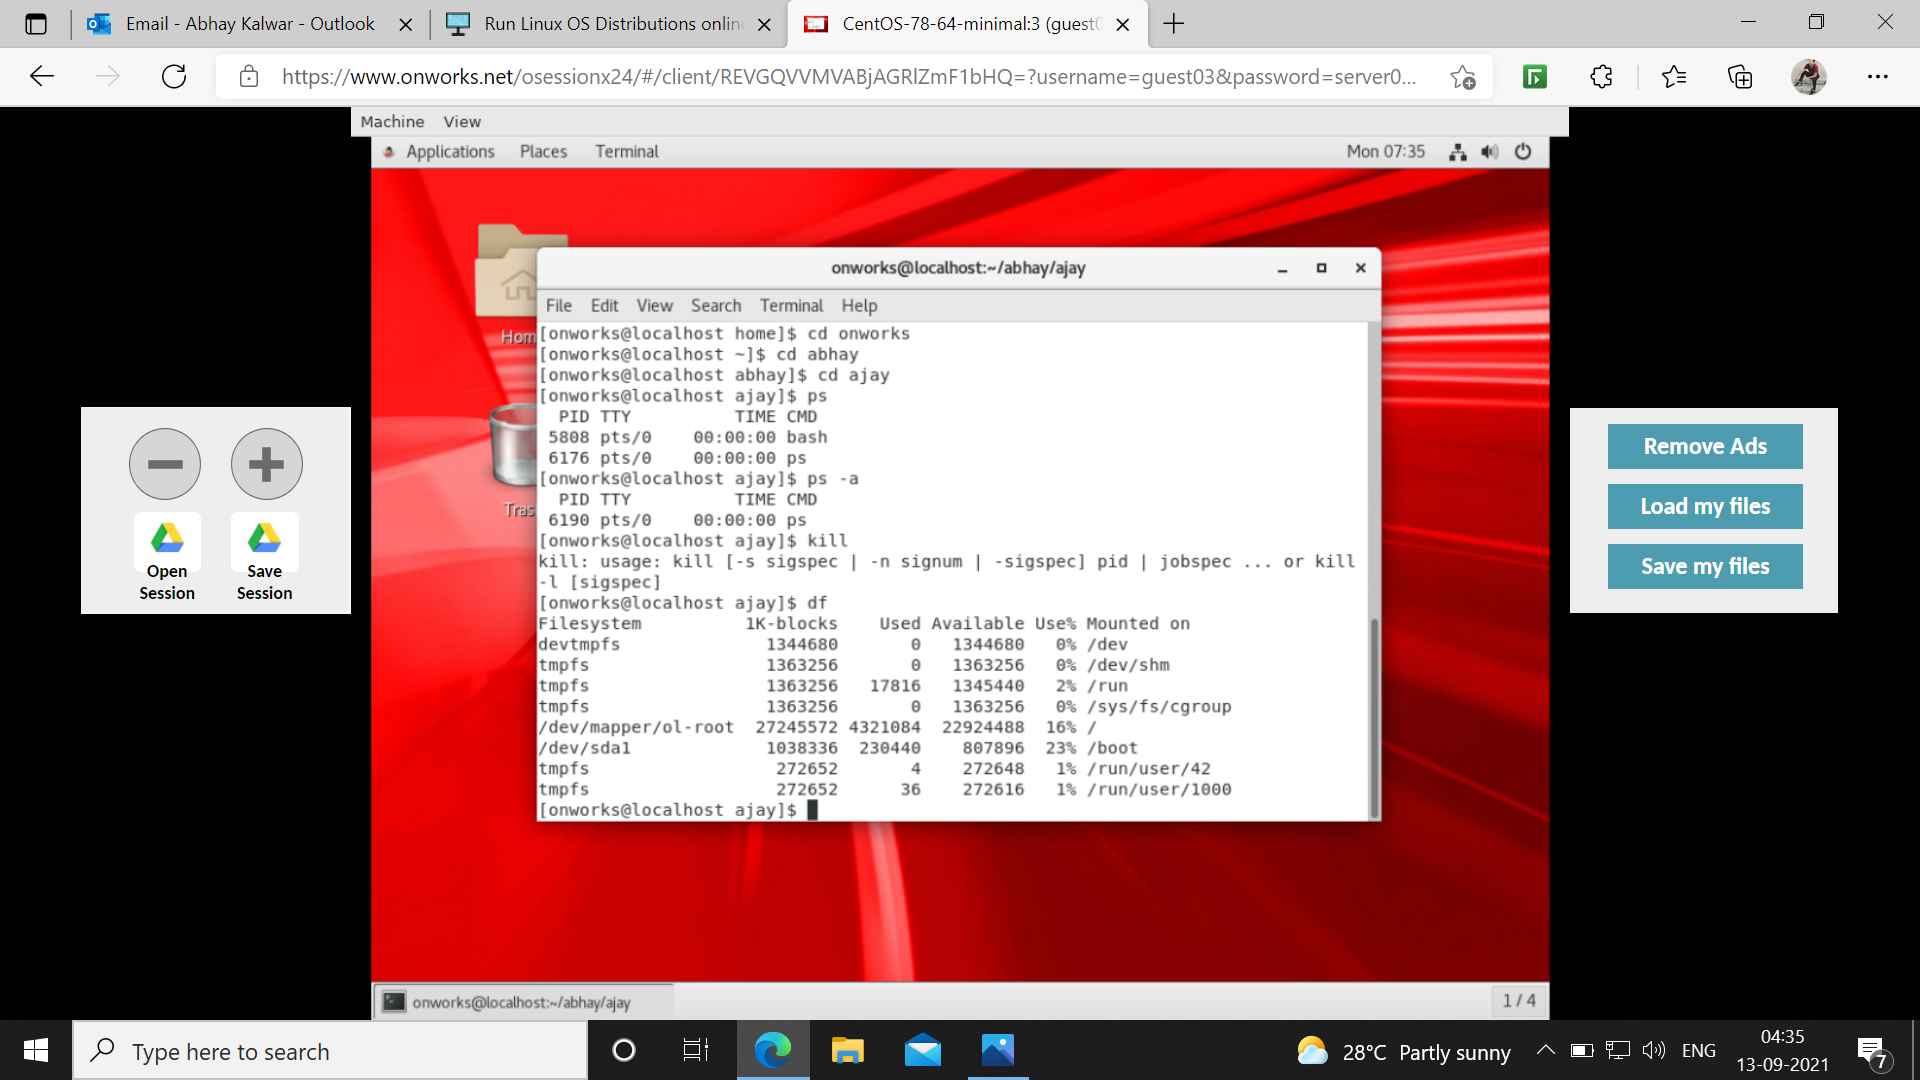 Email - Abhay Kalwar - Outlook
Run Linux OS Distributions onlin
CentOS-78-64-minimal:3 (guest0
https://www.onworks.net/osessionx24/#/client/REVGQVVMVABjAGRlZmF1bHQ=?username=guest03&password=server0...
Machine View
Applications Places Terminal
Mon 07:35
Home
Tras
onworks@localhost:~/abhay/ajay
File Edit View Search Terminal Help
[onworks@localhost home]$ cd onworks
[onworks@localhost ~]$ cd abhay
[onworks@localhost abhay]$ cd ajay
[onworks@localhost ajay]$ ps
PID TTY TIME CMD
5808 pts/0 00:00:00 bash
6176 pts/0 00:00:00 ps
[onworks@localhost ajay]$ ps -a
PID TTY TIME CMD
6190 pts/0 00:00:00 ps
[onworks@localhost ajay]$ kill
kill: usage: kill [-s sigspec | -n signum | -sigspec] pid | jobspec ... or kill
-l [sigspec]
[onworks@localhost ajay]$ df
Filesystem 1K-blocks Used Available Use% Mounted on
devtmpfs 1344680 0 1344680 0% /dev
tmpfs 1363256 0 1363256 0% /dev/shm
tmpfs 1363256 17816 1345440 2% /run
tmpfs 1363256 0 1363256 0% /sys/fs/cgroup
/dev/mapper/ol-root 27245572 4321084 22924488 16% /
/dev/sda1 1038336 230440 807896 23% /boot
tmpfs 272652 4 272648 1% /run/user/42
tmpfs 272652 36 272616 1% /run/user/1000
[onworks@localhost ajay]$
Open Session
Save Session
Remove Ads
Load my files
Save my files
onworks@localhost:~/abhay/ajay
1 / 4
Type here to search
28°C Partly sunny
ENG
04:35
13-09-2021
7